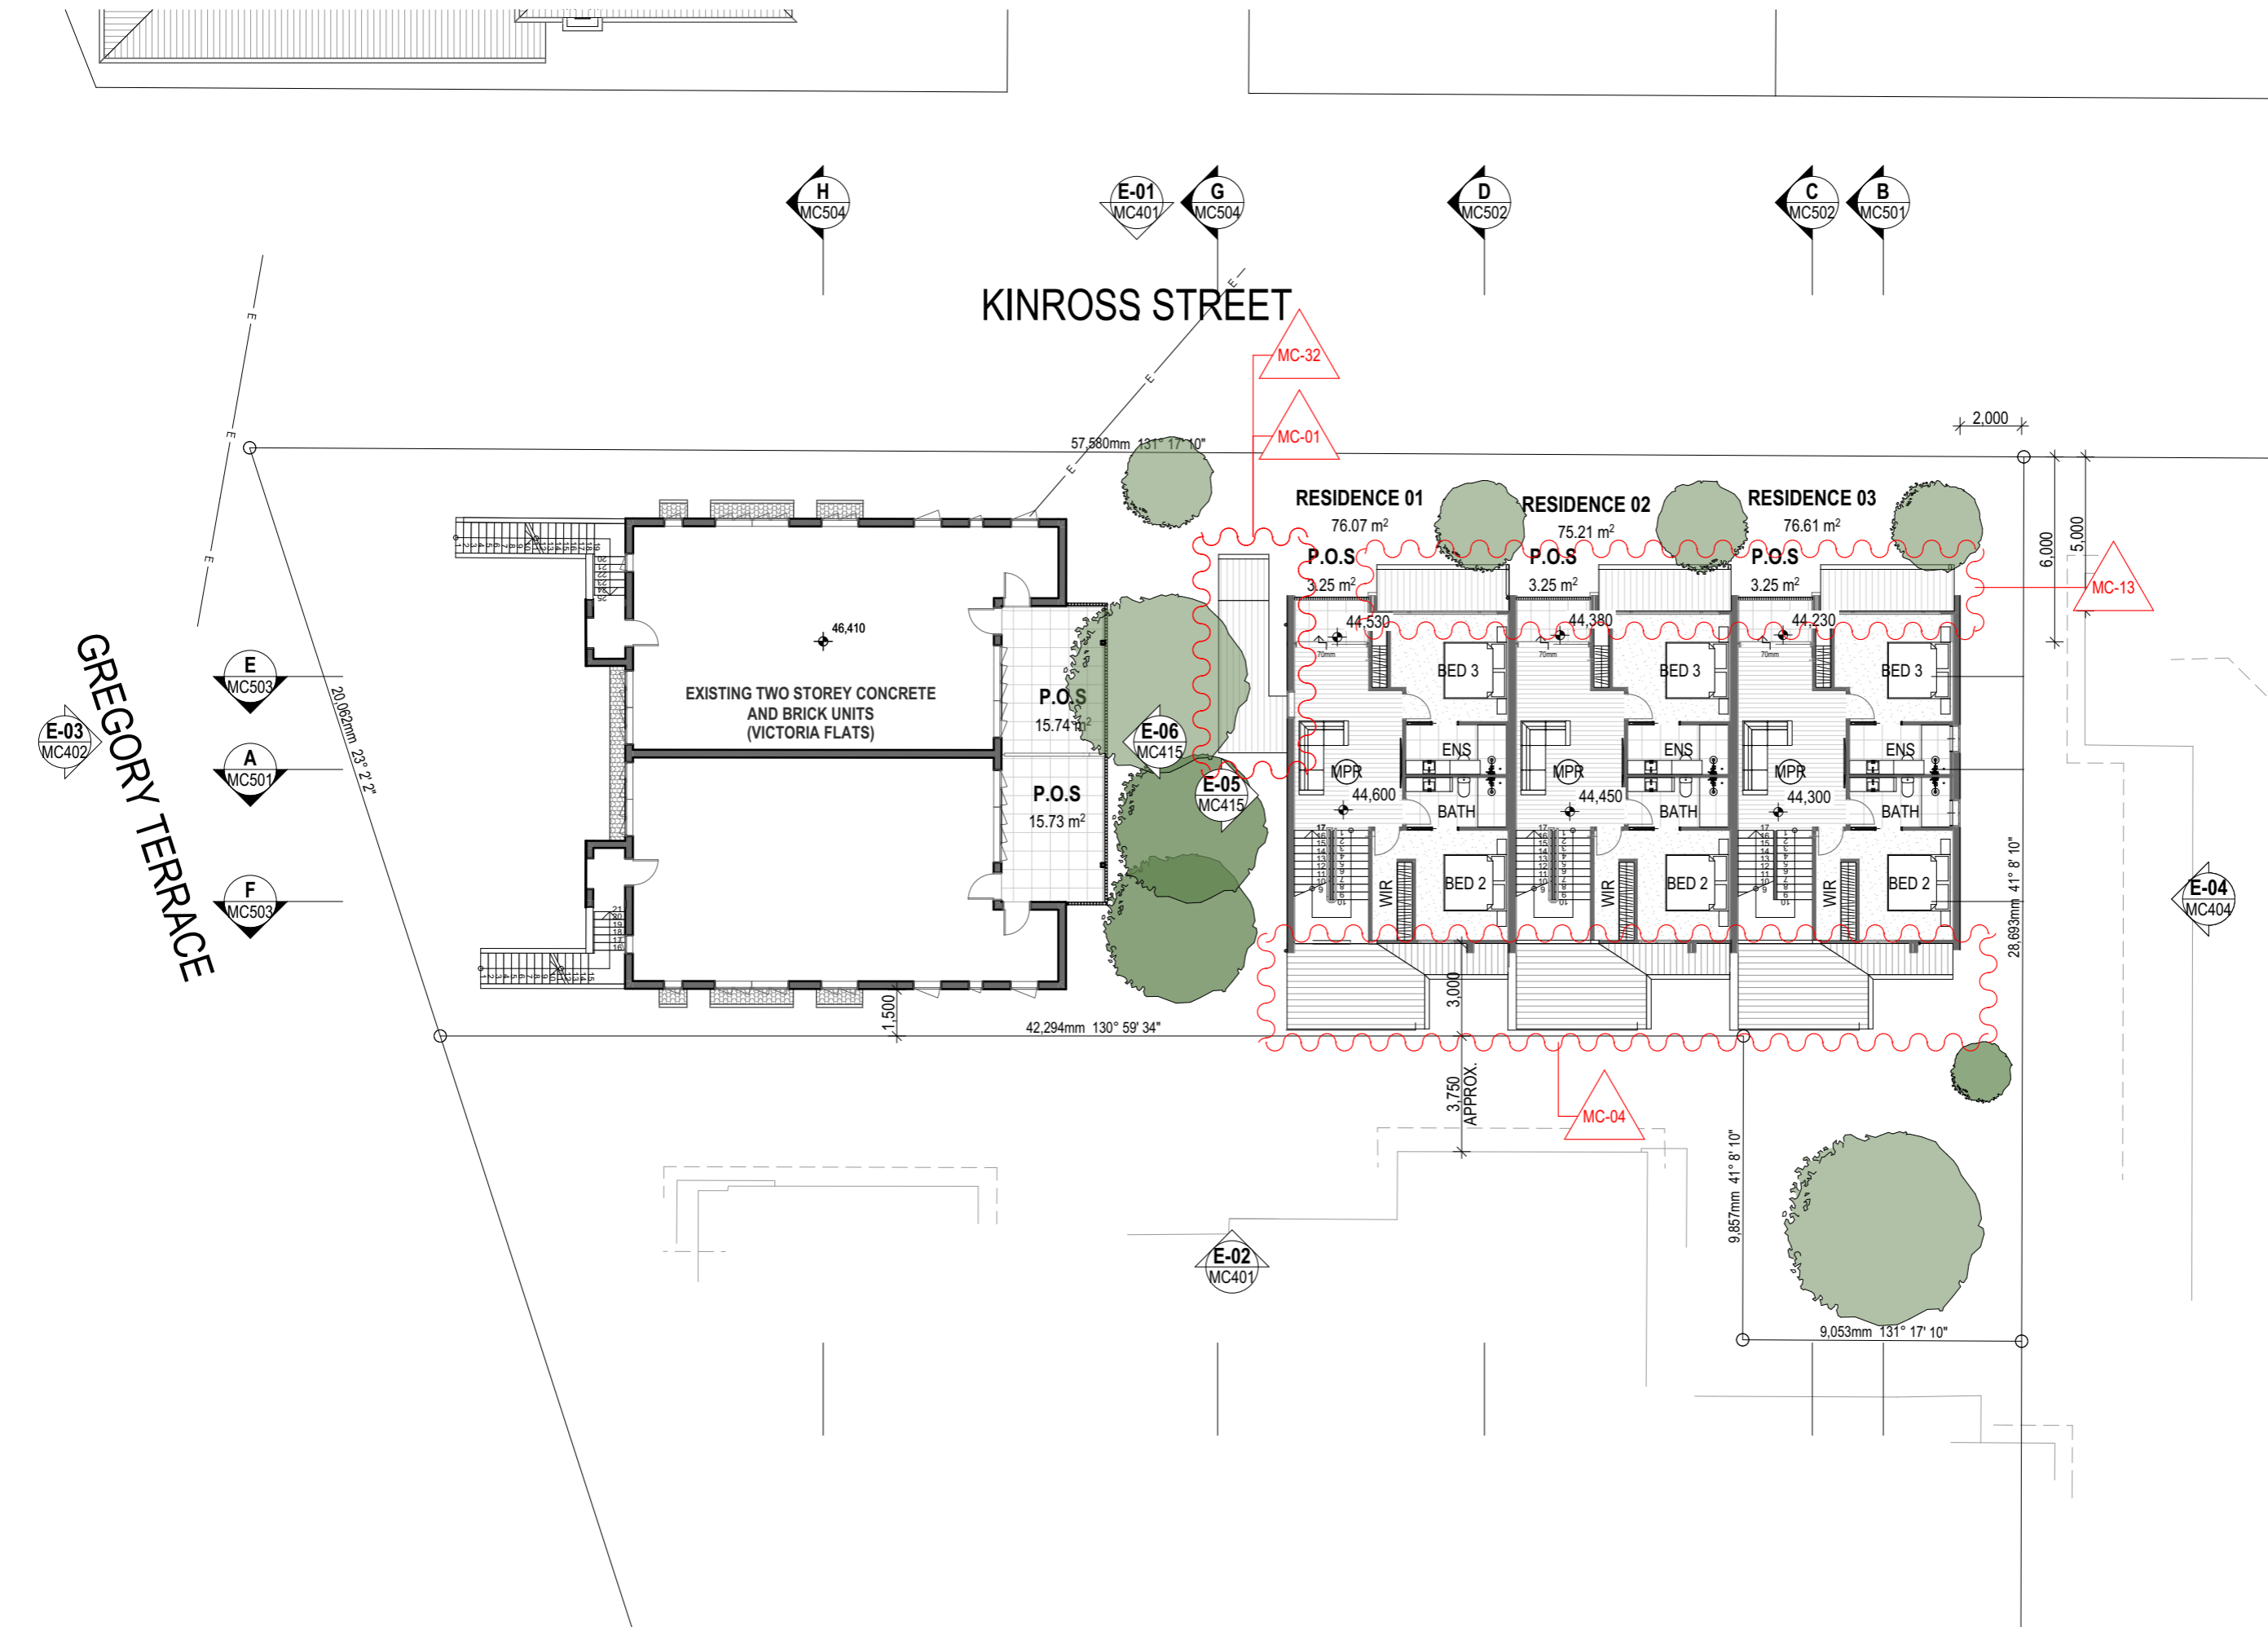 H
MC504
E-01
MC401
G
MC504
D
MC502
C
MC502
B
MC501
KINROSS STREET
E
E
E
E
E
E
MC-32
MC-01
57,580mm 131° 17' 10"
2,000
6,000
5,000
MC-13
RESIDENCE 01
76.07 m²
P.O.S
3.25 m²
RESIDENCE 02
75.21 m²
P.O.S
3.25 m²
RESIDENCE 03
76.61 m²
P.O.S
3.25 m²
44,530
44,380
44,230
70mm
70mm
70mm
BED 3
BED 3
BED 3
46,410
EXISTING TWO STOREY CONCRETE
AND BRICK UNITS
(VICTORIA FLATS)
P.O.S
15.74 m²
P.O.S
15.73 m²
GREGORY TERRACE
20,062mm 23° 2' 2"
E
MC503
E-03
MC402
A
MC501
F
MC503
E-06
MC415
E-05
MC415
ENS
ENS
ENS
MPR
MPR
MPR
44,600
44,450
44,300
BATH
BATH
BATH
WIR
WIR
WIR
BED 2
BED 2
BED 2
E-04
MC404
28,693mm 41° 8' 10"
1,500
3,000
42,294mm 130° 59' 34"
3,750
APPROX.
MC-04
9,857mm 41° 8' 10"
E-02
MC401
9,053mm 131° 17' 10"